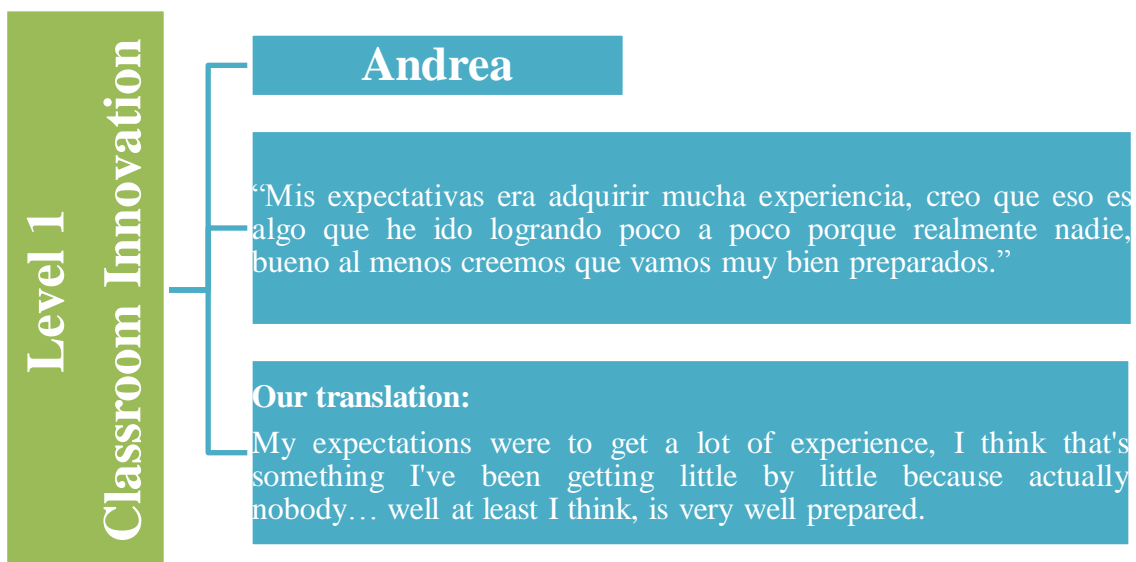 Level 1
Classroom Innovation
Andrea
“Mis expectativas era adquirir mucha experiencia, creo que eso es
algo que he ido logrando poco a poco porque realmente nadie,
bueno al menos creemos que vamos muy bien preparados.”
Our translation:
My expectations were to get a lot of experience, I think that's
something I've been getting little by little because actually
nobody… well at least I think, is very well prepared.